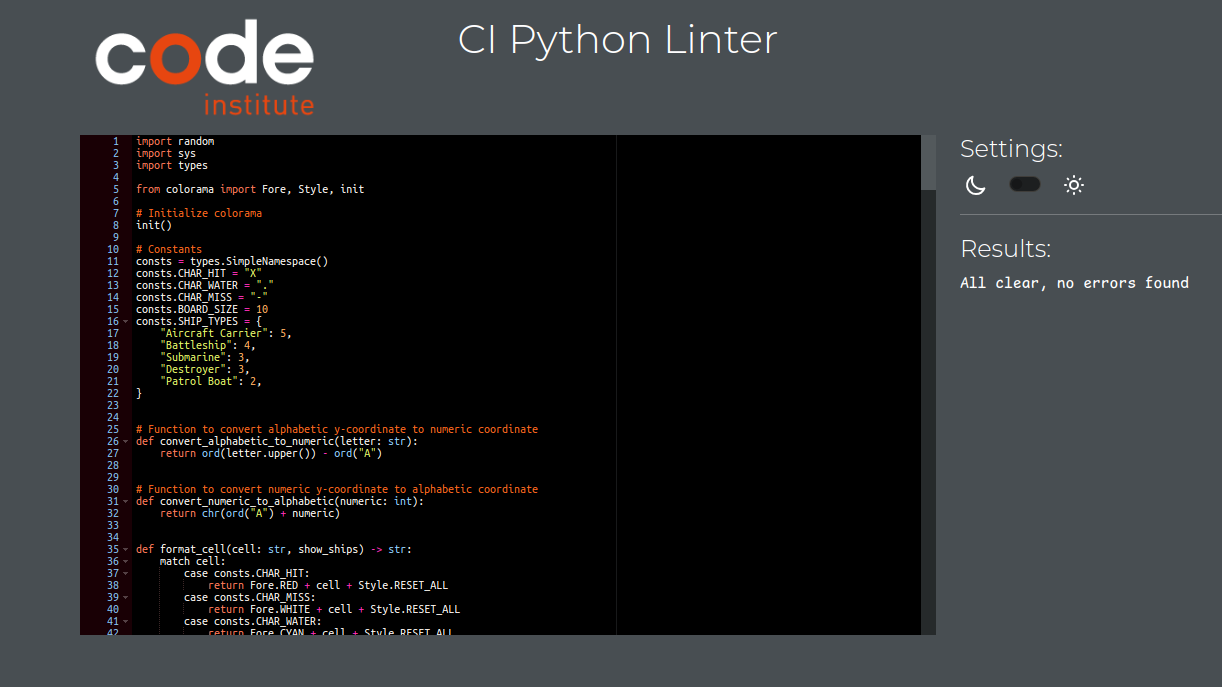 code
institute
CI Python Linter
1 import random
2 import sys
3 import types
4
5 from colorama import Fore, Style, init
6
7 # Initialize colorama
8 init()
9
10 # Constants
11 consts = types.SimpleNamespace()
12 consts.CHAR_HIT = "X"
13 consts.CHAR_WATER = "."
14 consts.CHAR_MISS = "-"
15 consts.BOARD_SIZE = 10
16 consts.SHIP_TYPES = {
17     "Aircraft Carrier": 5,
18     "Battleship": 4,
19     "Submarine": 3,
20     "Destroyer": 3,
21     "Patrol Boat": 2,
22 }
23
24
25 # Function to convert alphabetic y-coordinate to numeric coordinate
26 def convert_alphabetic_to_numeric(letter: str):
27     return ord(letter.upper()) - ord("A")
28
29
30 # Function to convert numeric y-coordinate to alphabetic coordinate
31 def convert_numeric_to_alphabetic(numeric: int):
32     return chr(ord("A") + numeric)
33
34
35 def format_cell(cell: str, show_ships) -> str:
36     match cell:
37         case consts.CHAR_HIT:
38             return Fore.RED + cell + Style.RESET_ALL
39         case consts.CHAR_MISS:
40             return Fore.WHITE + cell + Style.RESET_ALL
41         case consts.CHAR_WATER:
42             return Fore.CYAN + cell + Style.RESET_ALL
Settings:
Results:
All clear, no errors found